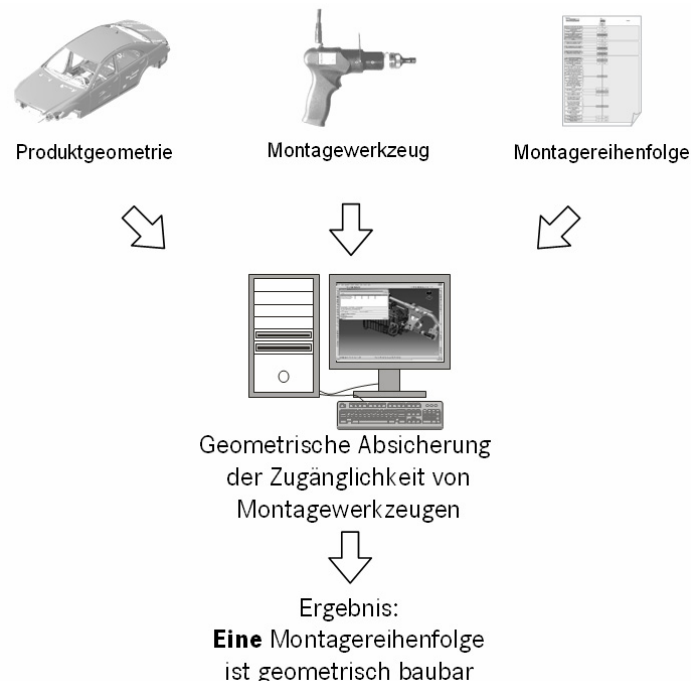 Produktgeometrie
Montagewerkzeug
Montagereihenfolge
Geometrische Absicherung
der Zugänglichkeit von
Montagewerkzeugen
Ergebnis:
Eine Montagereihenfolge
ist geometrisch baubar